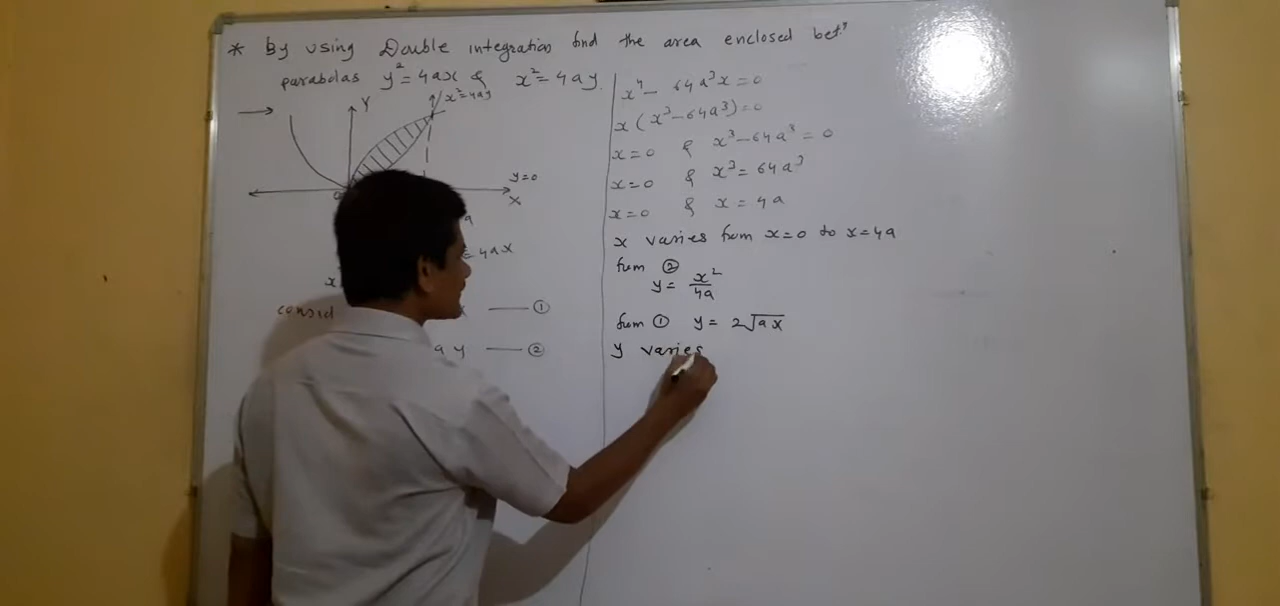 * By using Double integration find the area enclosed betⁿ
parabolas y² = 4ax & x² = 4ay.
Y
x²=4ay
y=0
X
= 4ax
consid
—— ①
ay —— ②
x⁴ - 64a³x = 0
x(x³-64a³)=0
x=0 & x³-64a³ = 0
x=0 & x³= 64a³
x=0 & x = 4a
x varies from x=0 to x=4a
from ②
y = x²/4a
from ① y = 2√ax
y varies